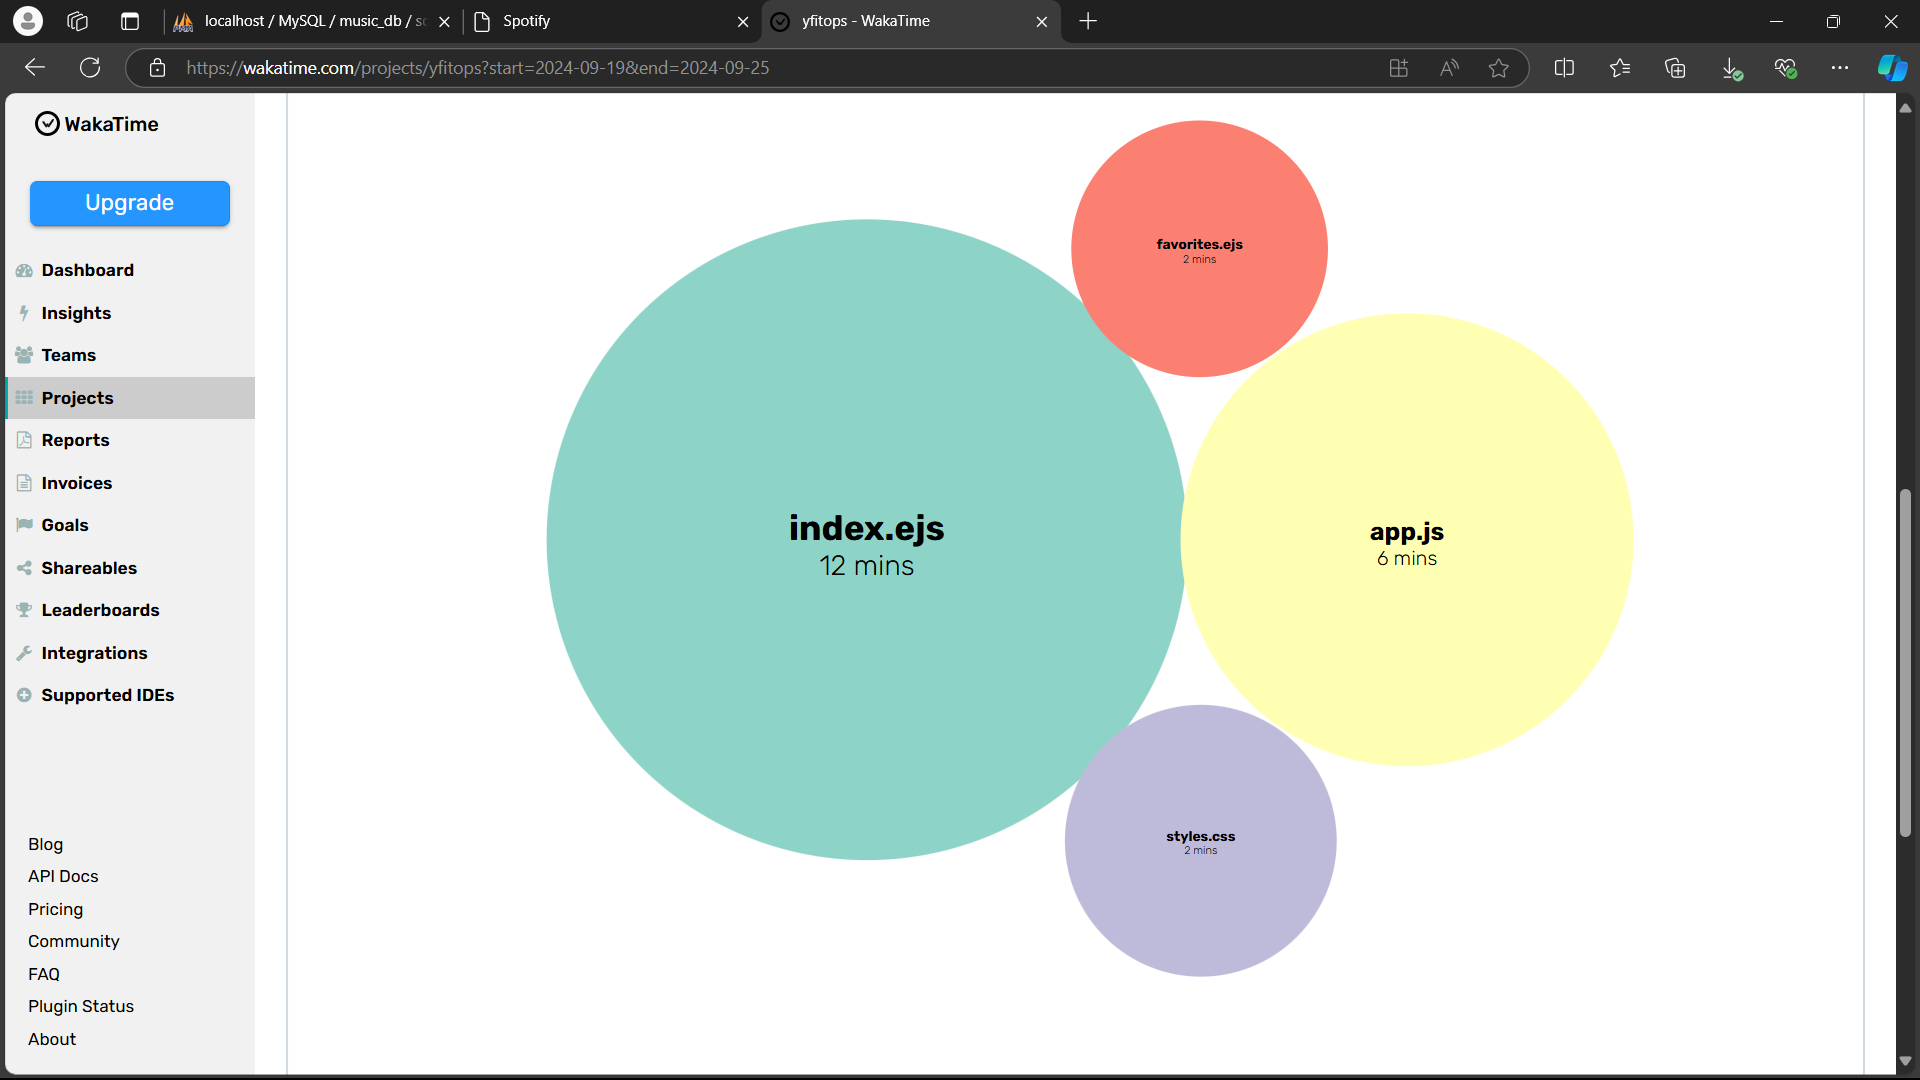 localhost / MySQL / music_db /
Spotify
yfitops - WakaTime
https://wakatime.com/projects/yfitops?start=2024-09-19&end=2024-09-25
WakaTime
Upgrade
Dashboard
Insights
Teams
Projects
Reports
Invoices
Goals
Shareables
Leaderboards
Integrations
Supported IDEs
Blog
API Docs
Pricing
Community
FAQ
Plugin Status
About
favorites.ejs
2 mins
index.ejs
12 mins
app.js
6 mins
styles.css
2 mins